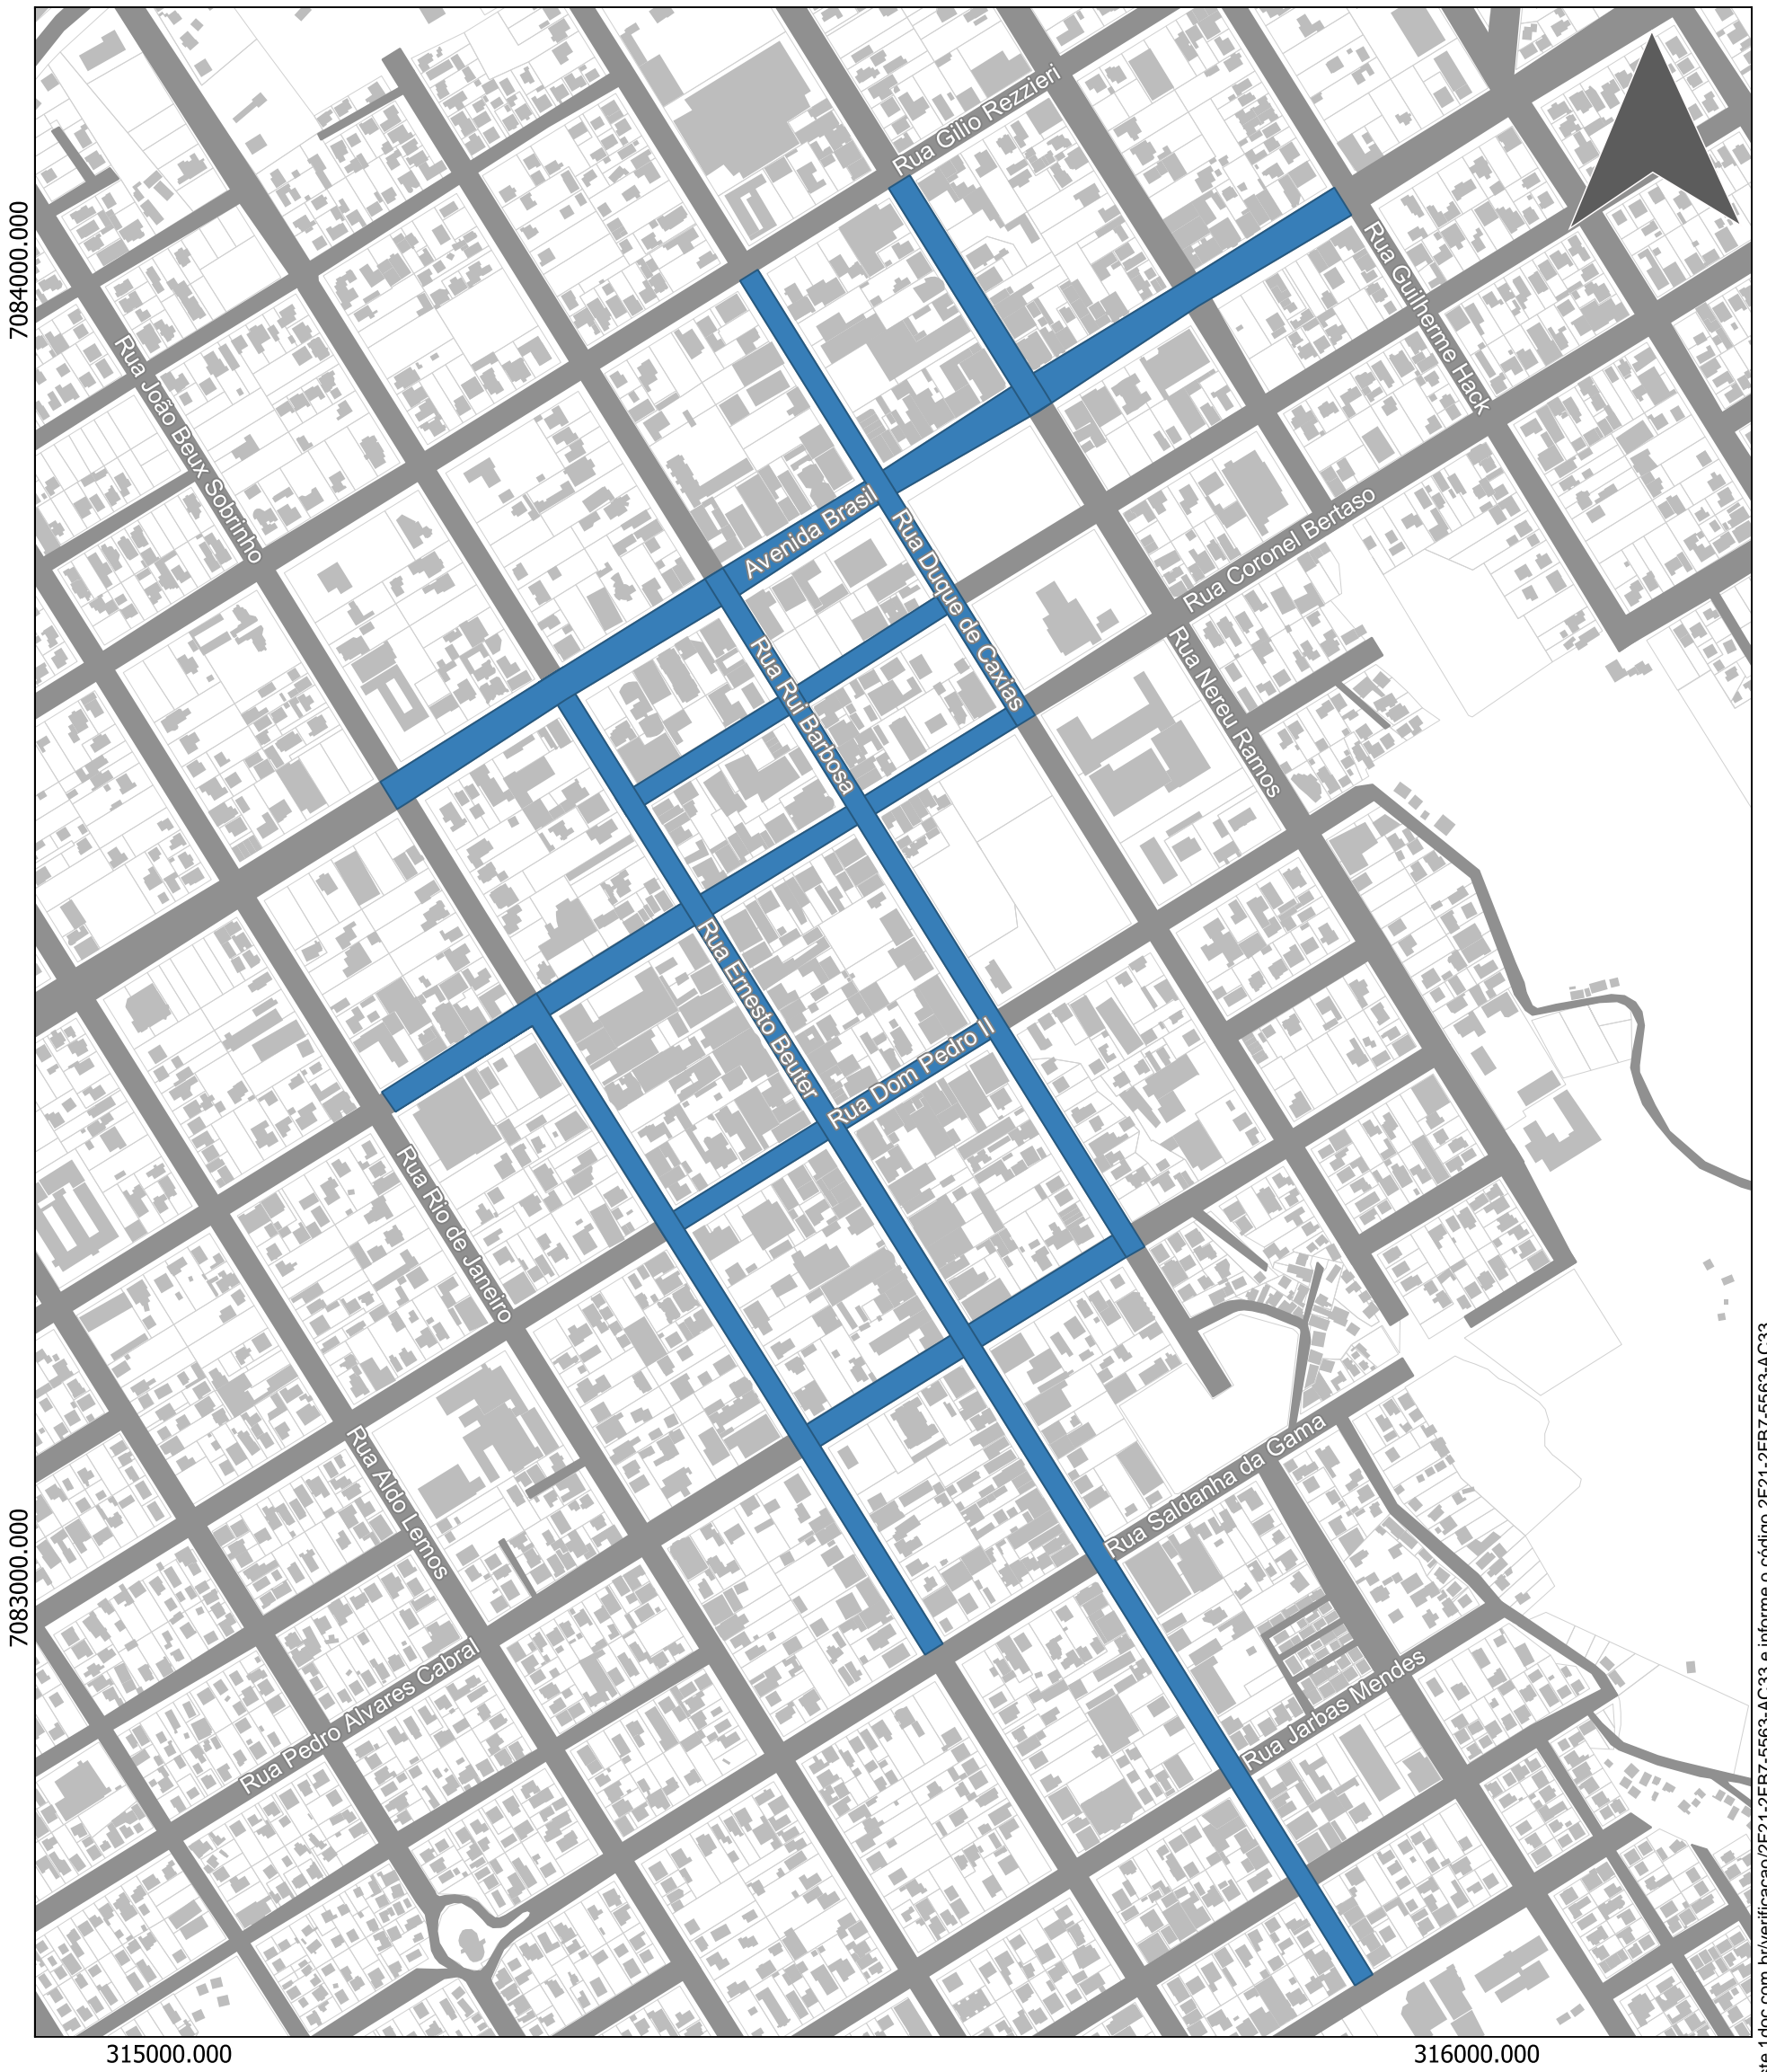 Rua Gilio Rezzieri
Rua Guilherme Hack
7084000.000
Rua João Beux Sobrinho
Avenida Brasil
Rua Duque de Caxias
Rua Coronel Bertaso
Rua Rui Barbosa
Rua Nereu Ramos
Rua Ernesto Beuter
Rua Dom Pedro II
Rua Rio de Janeiro
Rua Aldo Lemos
Rua Saldanha da Gama
7083000.000
Rua Pedro Alvares Cabral
Rua Jarbas Mendes
315000.000
316000.000